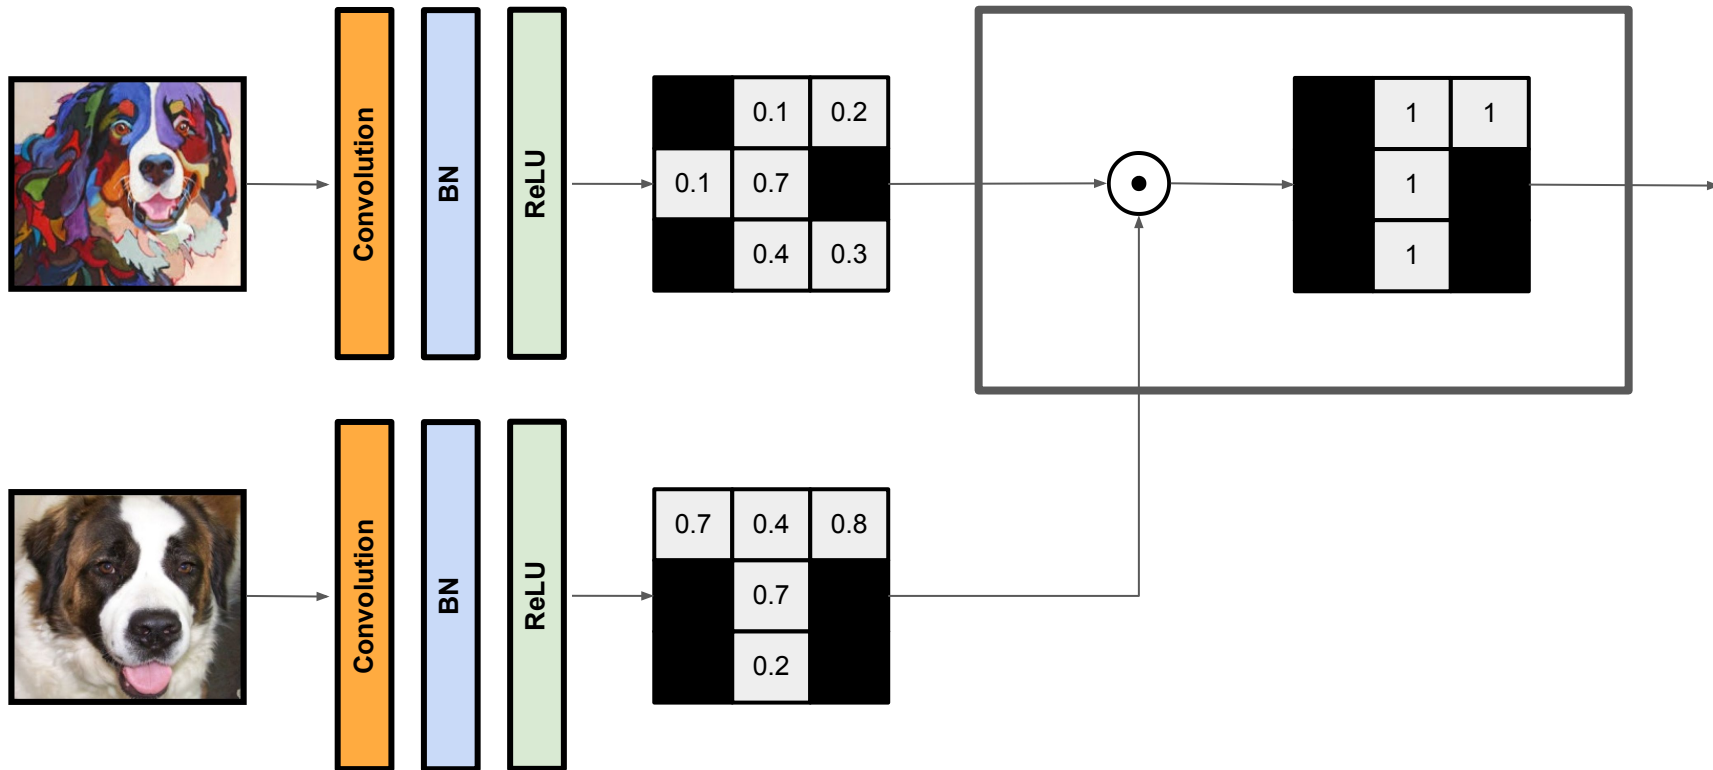 Convolution
BN
ReLU
0.1 0.2
0.1 0.7
0.4 0.3
1 1
1
1
Convolution
BN
ReLU
0.7 0.4 0.8
0.7
0.2